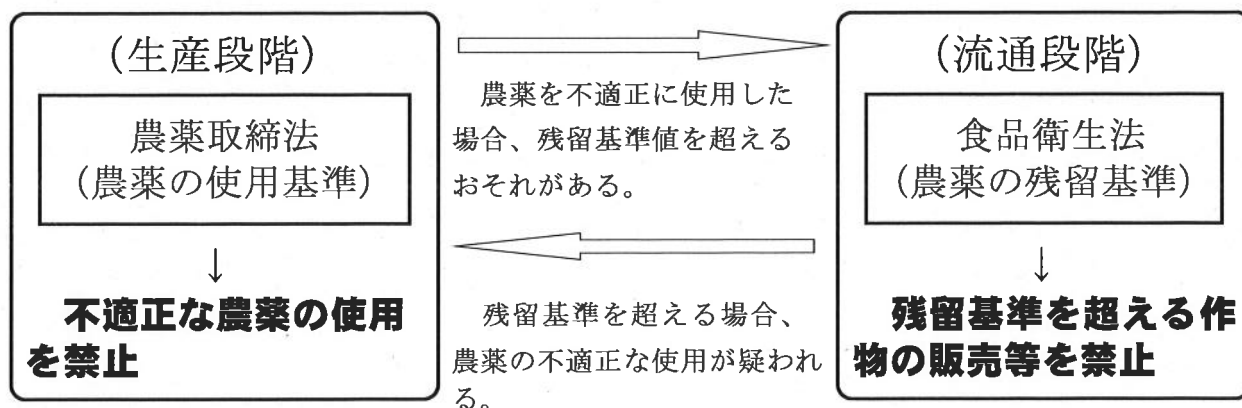 (生産段階)
農薬取締法
(農薬の使用基準)
↓
不適正な農薬の使用
を禁止
農薬を不適正に使用した
場合、残留基準値を超える
おそれがある。
残留基準を超える場合、
農薬の不適正な使用が疑われ
る。
(流通段階)
食品衛生法
(農薬の残留基準)
↓
残留基準を超える作
物の販売等を禁止